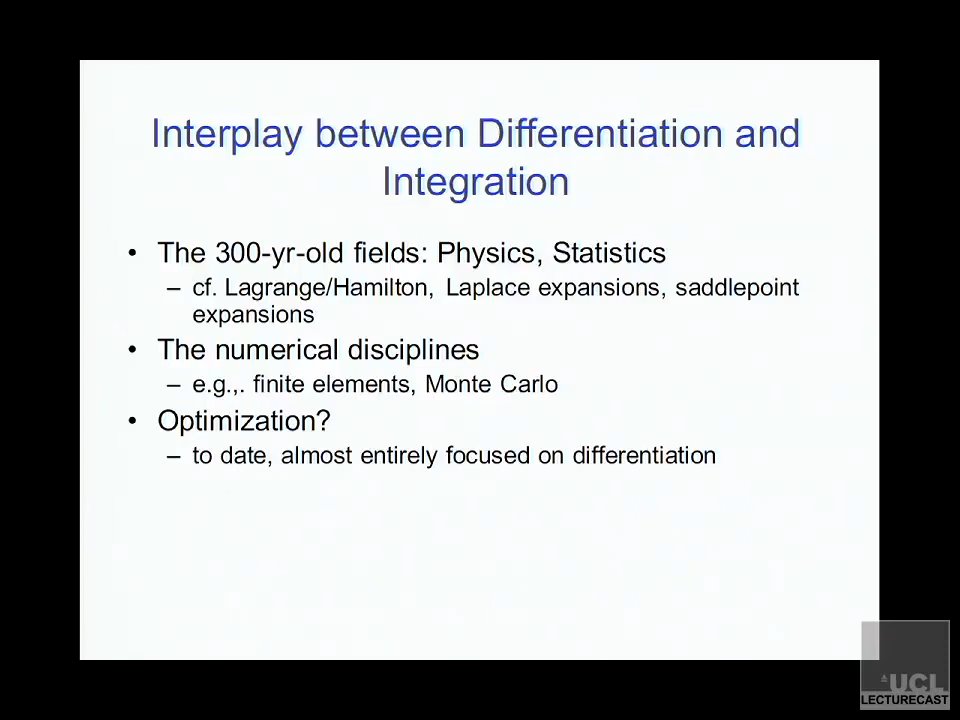 Interplay between Differentiation and
Integration
• The 300-yr-old fields: Physics, Statistics
– cf. Lagrange/Hamilton, Laplace expansions, saddlepoint
expansions
• The numerical disciplines
– e.g.,. finite elements, Monte Carlo
• Optimization?
– to date, almost entirely focused on differentiation
UCL
LECTURECAST